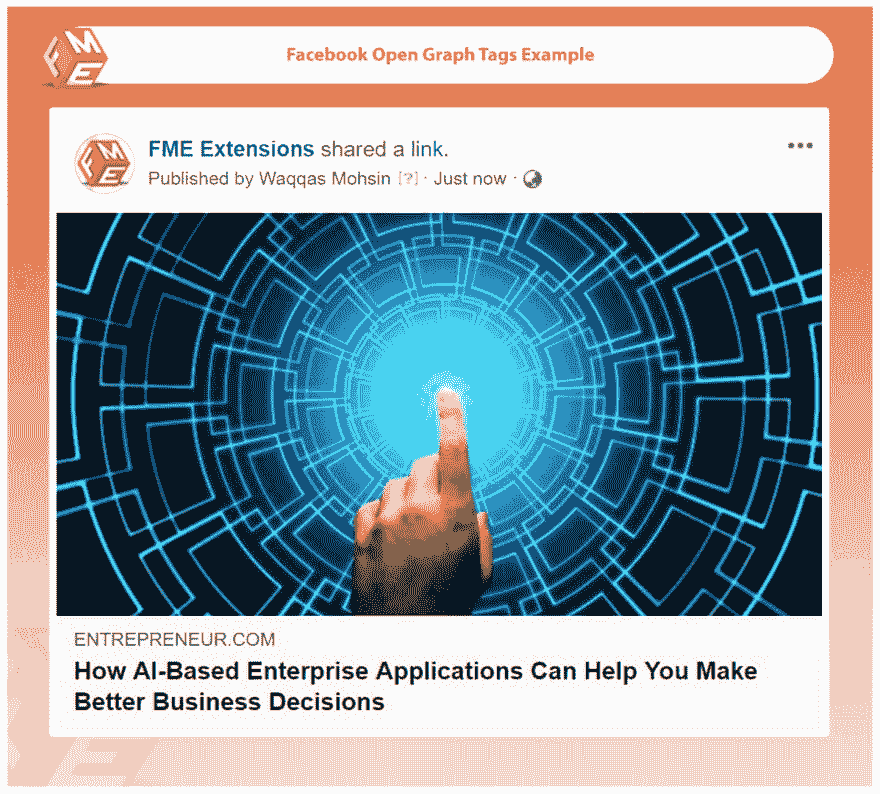 FME
Facebook Open Graph Tags Example
FME
FME Extensions shared a link.
Published by Waqqas Mohsin [?] · Just now ·
ENTREPRENEUR.COM
How AI-Based Enterprise Applications Can Help You Make
Better Business Decisions